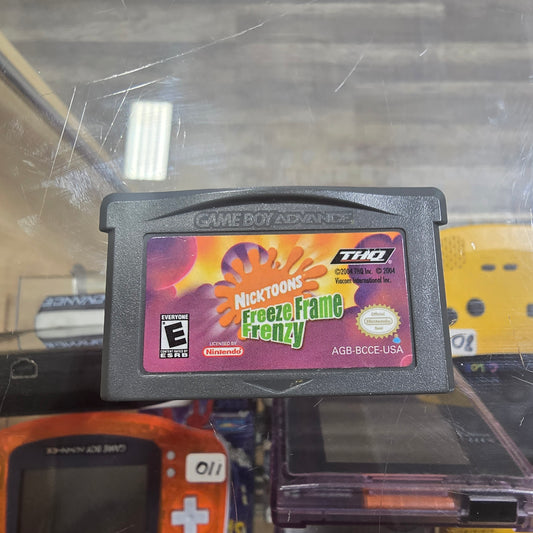 GAME BOY ADVANCE
THQ
©2004 THQ Inc. © 2004
Viacom International Inc.
NICKTOONS
Freeze Frame
Frenzy
EVERYONE
E
ESRB
LICENSED BY
Nintendo
Official
Nintendo
Seal
AGB-BCCE-USA
ADVANCE
GAME BOY ADVANCE
011